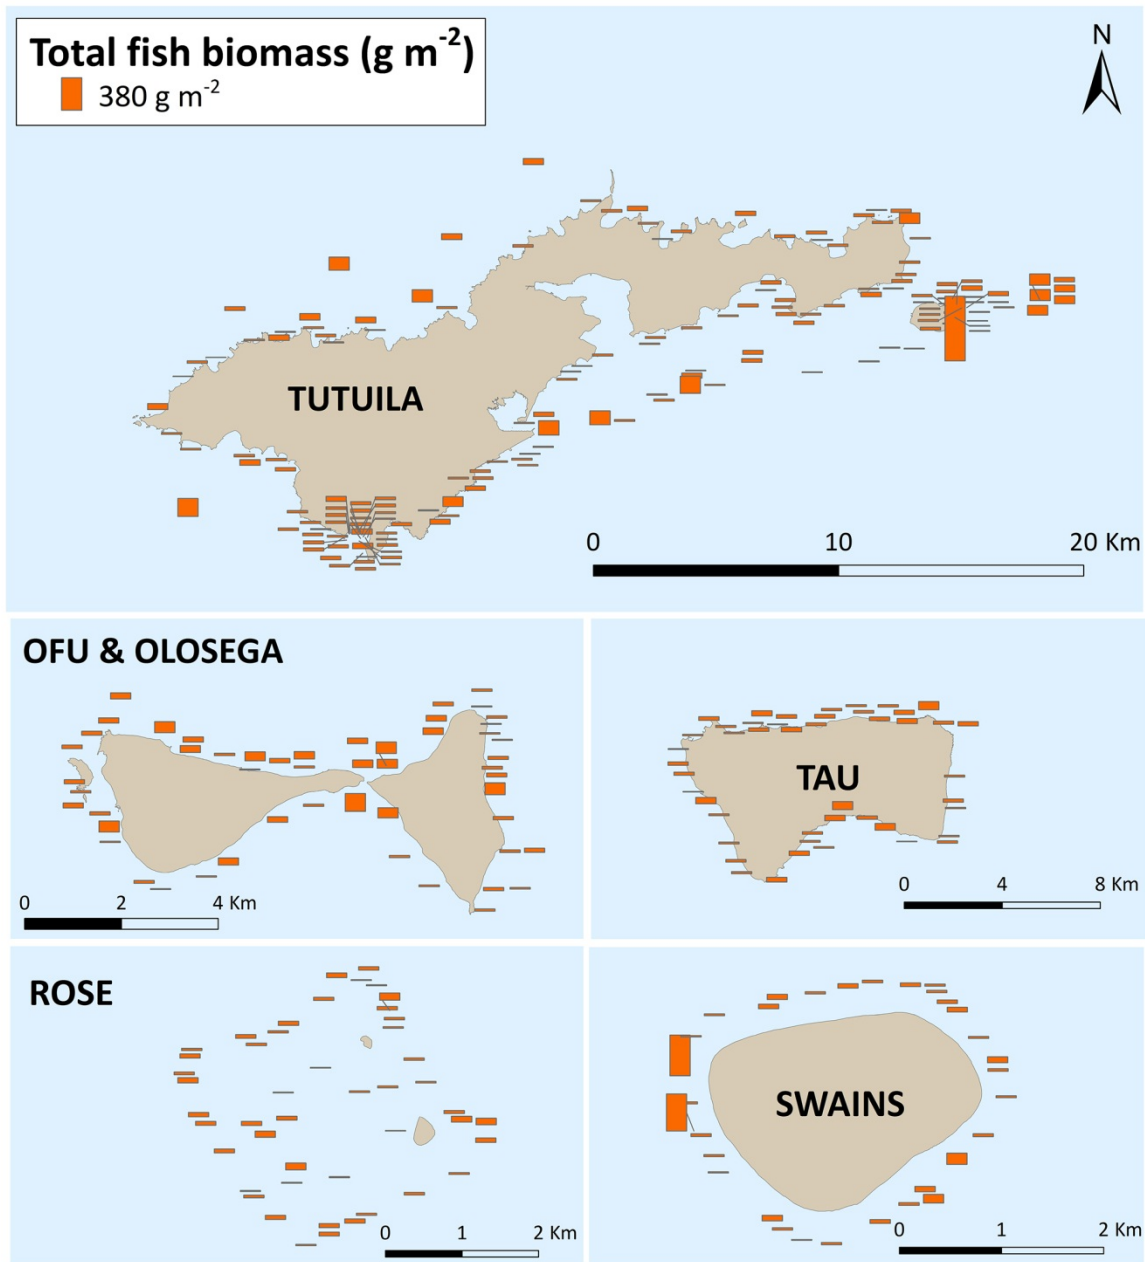 Total fish biomass (g m⁻²)
380 g m⁻²
N
TUTUILA
0 10 20 Km
OFU & OLOSEGA
0 2 4 Km
TAU
0 4 8 Km
ROSE
0 1 2 Km
SWAINS
0 1 2 Km